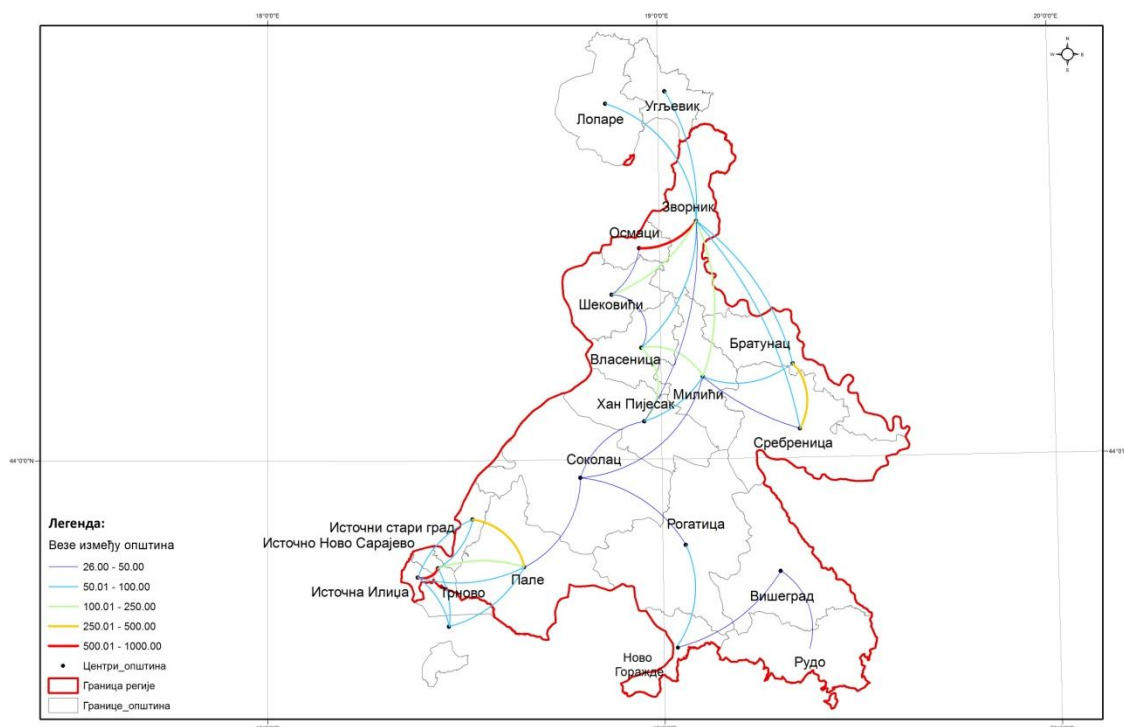 18°0'0"E
19°0'0"E
20°0'0"E
N
W E
S
Угљевик
Лопаре
Зворник
Осмаци
Шековићи
Братунац
Власеница
Милићи
Хан Пијесак
Сребреница
44°0'0"N
Соколац
Источни стари град
Рогатица
Источно Ново Сарајево
Пале
Источна Илиџа
Трново
Вишеград
Ново
Горажде
Рудо
Легенда:
Везе између општина
26.00 - 50.00
50.01 - 100.00
100.01 - 250.00
250.01 - 500.00
500.01 - 1000.00
Центри_општина
Граница регије
Границе_општина